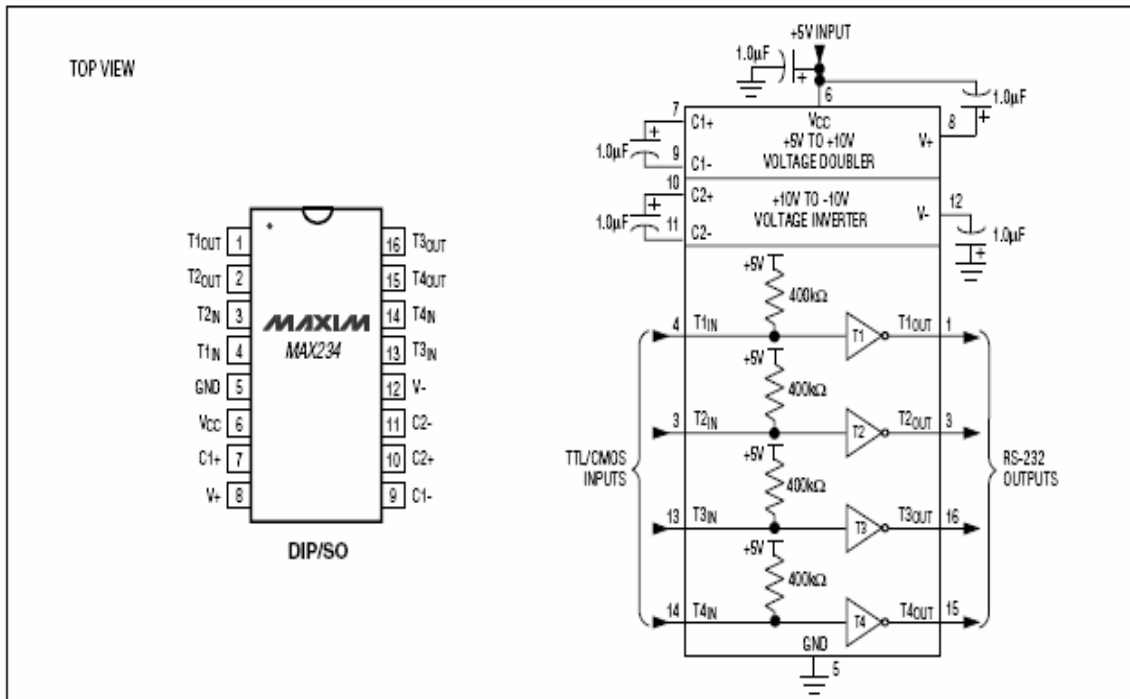 TOP VIEW
T1OUT 1
T2OUT 2
T2IN 3
T1IN 4
GND 5
VCC 6
C1+ 7
V+ 8
MAXIM
MAX234
16 T3OUT
15 T4OUT
14 T4IN
13 T3IN
12 V-
11 C2-
10 C2+
9 C1-
DIP/SO
+5V INPUT
1.0µF
+
6
1.0µF
+
7 C1+
+
1.0µF
9 C1-
VCC
+5V TO +10V
VOLTAGE DOUBLER
V+ 8
10 C2+
+
1.0µF
11 C2-
+10V TO -10V
VOLTAGE INVERTER
V- 12
1.0µF
+
+5V
400kΩ
4 T1IN T1 T1OUT 1
+5V
400kΩ
3 T2IN T2 T2OUT 3
+5V
400kΩ
13 T3IN T3 T3OUT 16
+5V
400kΩ
14 T4IN T4 T4OUT 15
TTL/CMOS
INPUTS
RS-232
OUTPUTS
GND
5